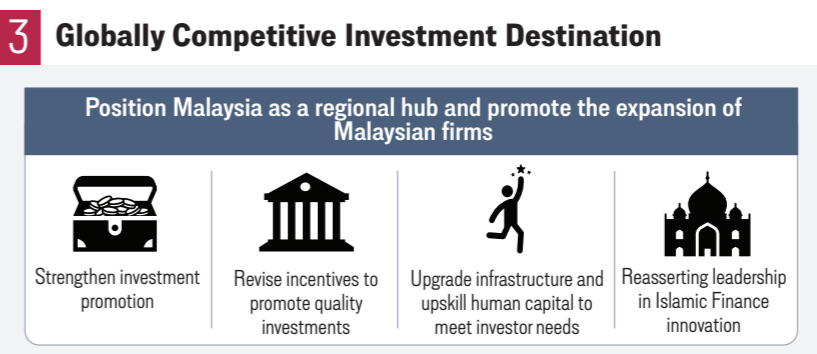 3 Globally Competitive Investment Destination
Position Malaysia as a regional hub and promote the expansion of
Malaysian firms
Strengthen investment
promotion
Revise incentives to
promote quality
investments
Upgrade infrastructure and
upskill human capital to
meet investor needs
Reasserting leadership
in Islamic Finance
innovation